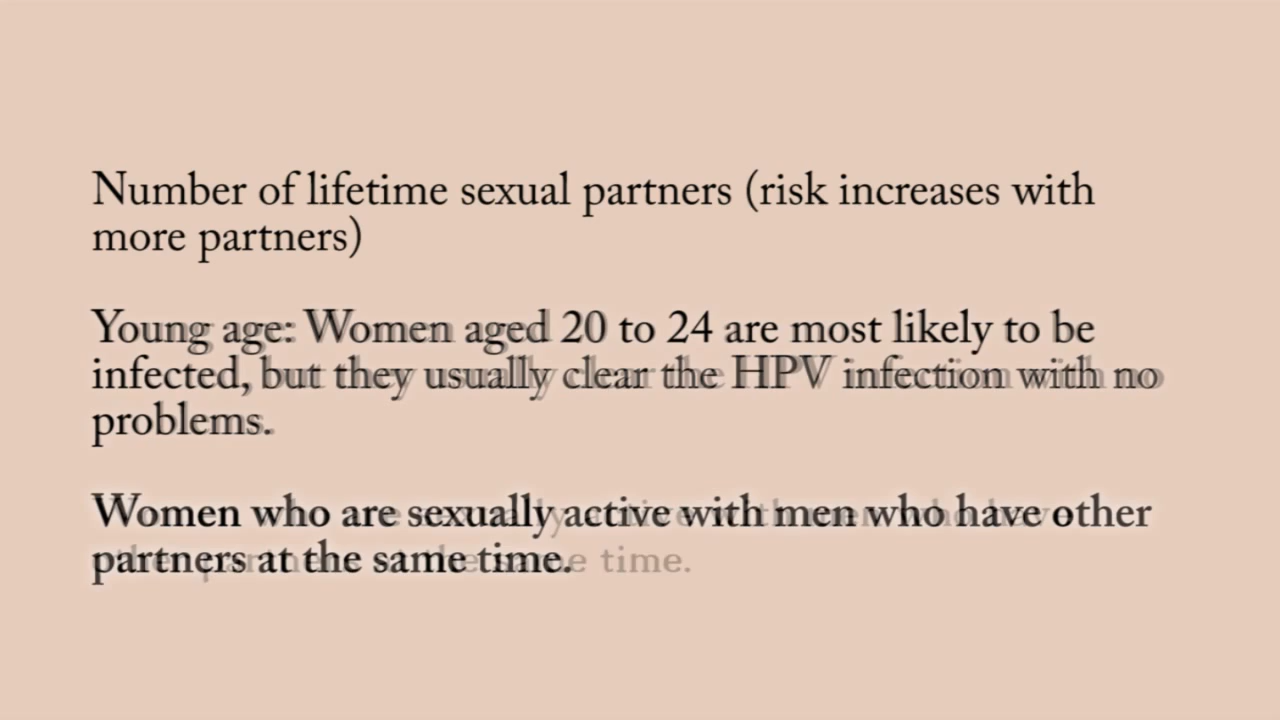 Number of lifetime sexual partners (risk increases with
more partners)
Young age: Women aged 20 to 24 are most likely to be
infected, but they usually clear the HPV infection with no
problems.
Women who are sexually active with men who have other
partners at the same time.